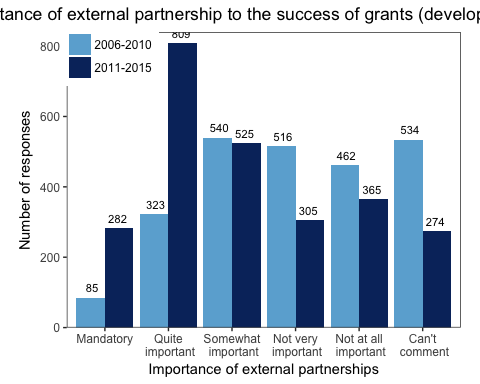 tance of external partnership to the success of grants (develop
2006-2010
2011-2015
Number of responses
800
600
400
200
0
85
282
323
809
540
525
516
305
462
365
534
274
Mandatory
Quite
important
Somewhat
important
Not very
important
Not at all
important
Can't
comment
Importance of external partnerships